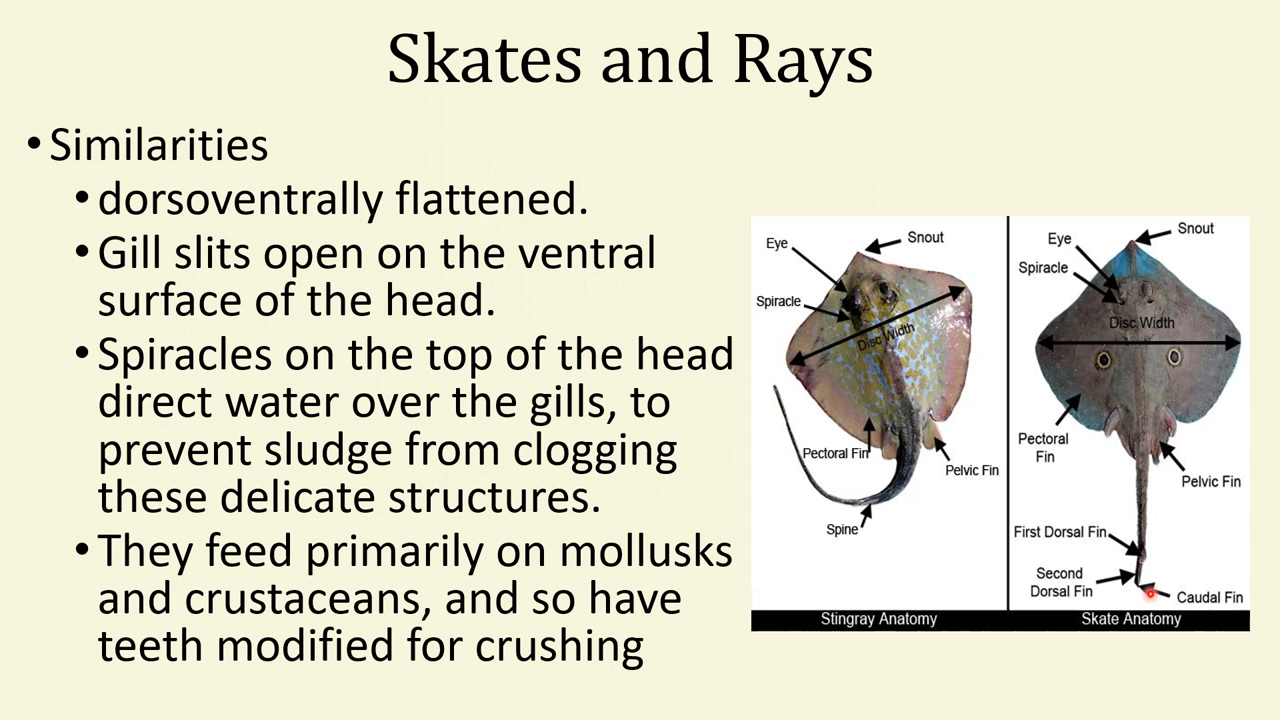 Skates and Rays
• Similarities
• dorsoventrally flattened.
• Gill slits open on the ventral
surface of the head.
• Spiracles on the top of the head
direct water over the gills, to
prevent sludge from clogging
these delicate structures.
• They feed primarily on mollusks
and crustaceans, and so have
teeth modified for crushing
Eye
Snout
Spiracle
Disc Width
Pectoral Fin
Pelvic Fin
Spine
Stingray Anatomy
Eye
Snout
Spiracle
Disc Width
Pectoral
Fin
Pelvic Fin
First Dorsal Fin
Second
Dorsal Fin
Caudal Fin
Skate Anatomy